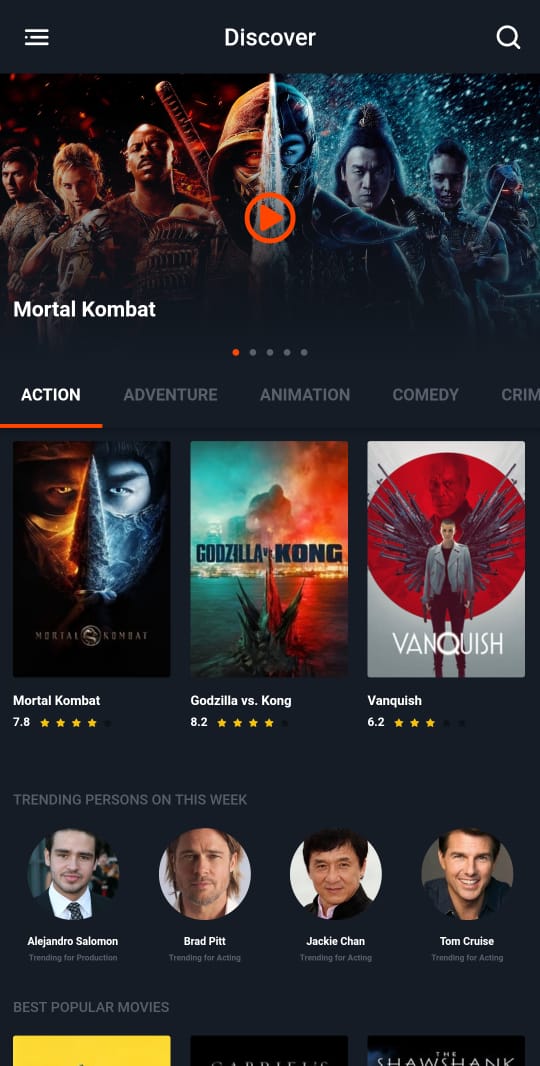 Discover
Mortal Kombat
ACTION ADVENTURE ANIMATION COMEDY CRIM
MORTAL KOMBAT
GODZILLA vs. KONG
VANQUISH
Mortal Kombat Godzilla vs. Kong Vanquish
7.8 8.2 6.2
TRENDING PERSONS ON THIS WEEK
Alejandro Salomon Brad Pitt Jackie Chan Tom Cruise
Trending for Production Trending for Acting Trending for Acting Trending for Acting
BEST POPULAR MOVIES
GABRIEL'S
THE
SHAWSHANK